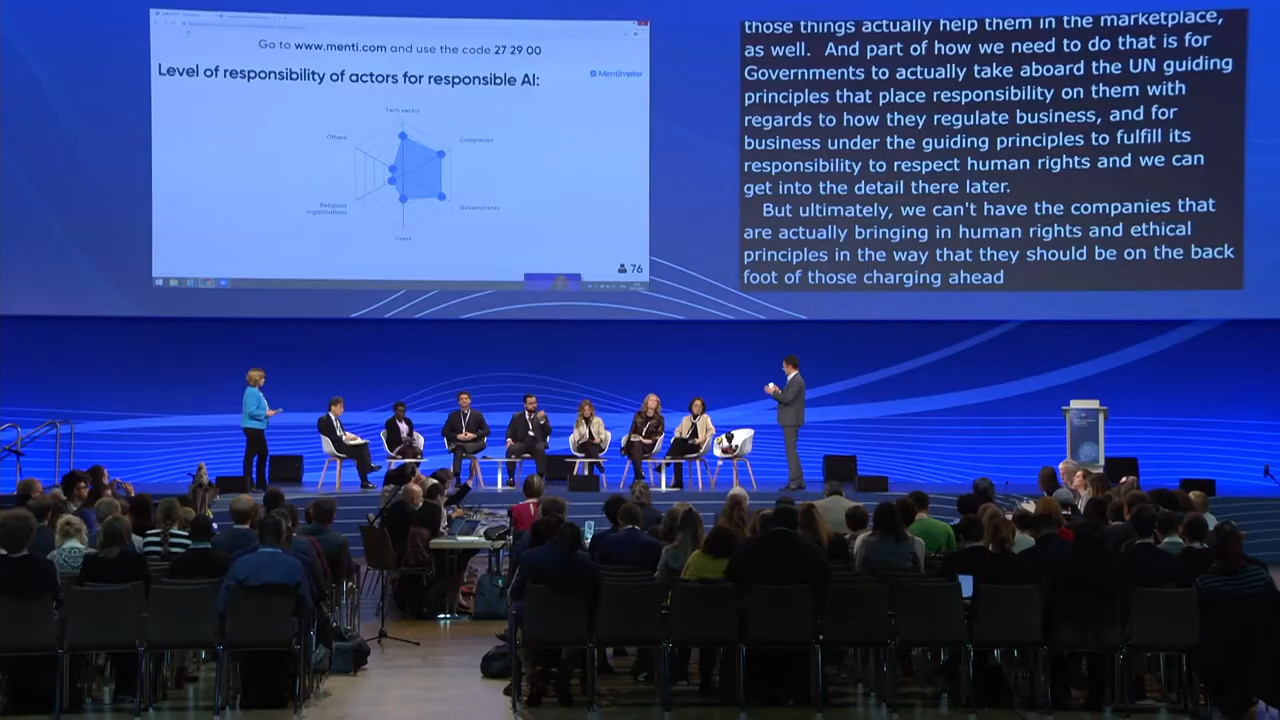 Go to www.menti.com and use the code 27 29 00
Level of responsibility of actors for responsible AI:
Mentimeter
Tech sector
Others
Companies
Religious
organisations
Governments
Users
76
those things actually help them in the marketplace,
as well. And part of how we need to do that is for
Governments to actually take aboard the UN guiding
principles that place responsibility on them with
regards to how they regulate business, and for
business under the guiding principles to fulfill its
responsibility to respect human rights and we can
get into the detail there later.
But ultimately, we can't have the companies that
are actually bringing in human rights and ethical
principles in the way that they should be on the back
foot of those charging ahead